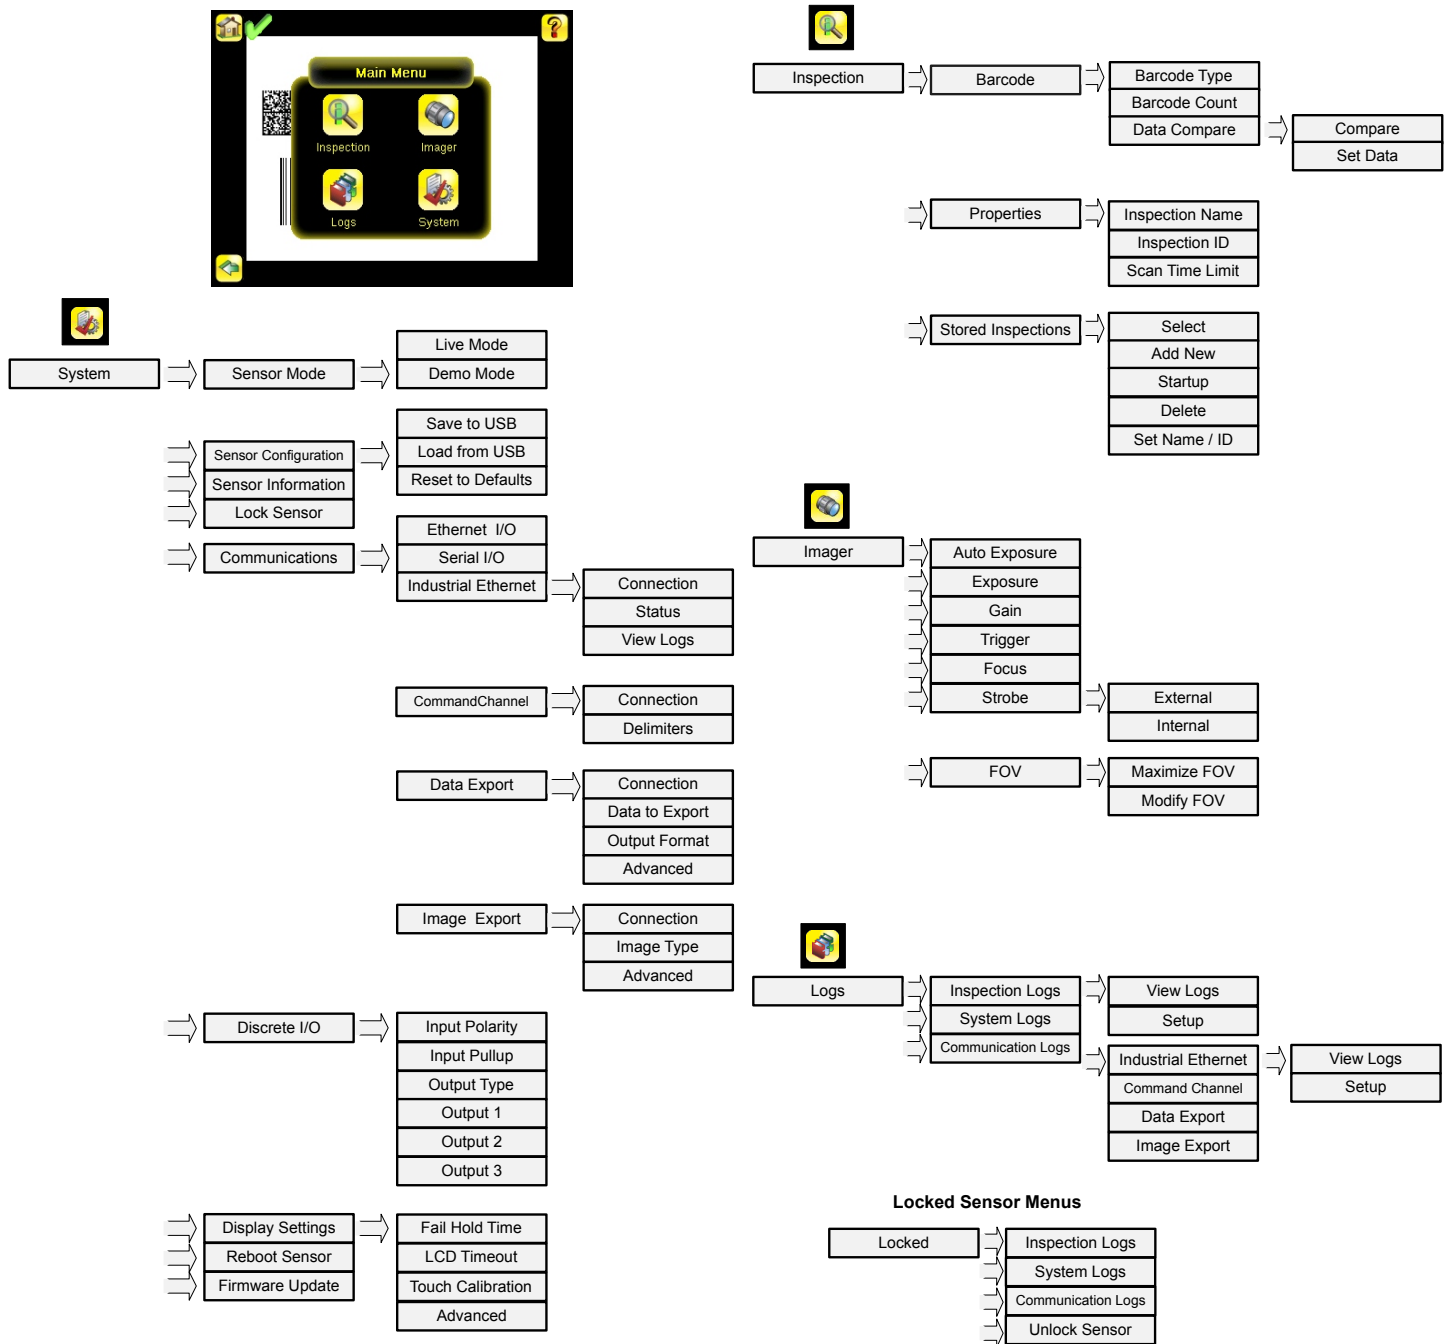 Main Menu
Inspection
Imager
Logs
System
System
Sensor Mode
Live Mode
Demo Mode
Sensor Configuration
Sensor Information
Lock Sensor
Save to USB
Load from USB
Reset to Defaults
Communications
Ethernet I/O
Serial I/O
Industrial Ethernet
Connection
Status
View Logs
CommandChannel
Connection
Delimiters
Data Export
Connection
Data to Export
Output Format
Advanced
Image Export
Connection
Image Type
Advanced
Discrete I/O
Input Polarity
Input Pullup
Output Type
Output 1
Output 2
Output 3
Display Settings
Reboot Sensor
Firmware Update
Fail Hold Time
LCD Timeout
Touch Calibration
Advanced
Inspection
Barcode
Barcode Type
Barcode Count
Data Compare
Compare
Set Data
Properties
Inspection Name
Inspection ID
Scan Time Limit
Stored Inspections
Select
Add New
Startup
Delete
Set Name / ID
Imager
Auto Exposure
Exposure
Gain
Trigger
Focus
Strobe
External
Internal
FOV
Maximize FOV
Modify FOV
Logs
Inspection Logs
System Logs
Communication Logs
View Logs
Setup
Industrial Ethernet
Command Channel
Data Export
Image Export
View Logs
Setup
Locked Sensor Menus
Locked
Inspection Logs
System Logs
Communication Logs
Unlock Sensor